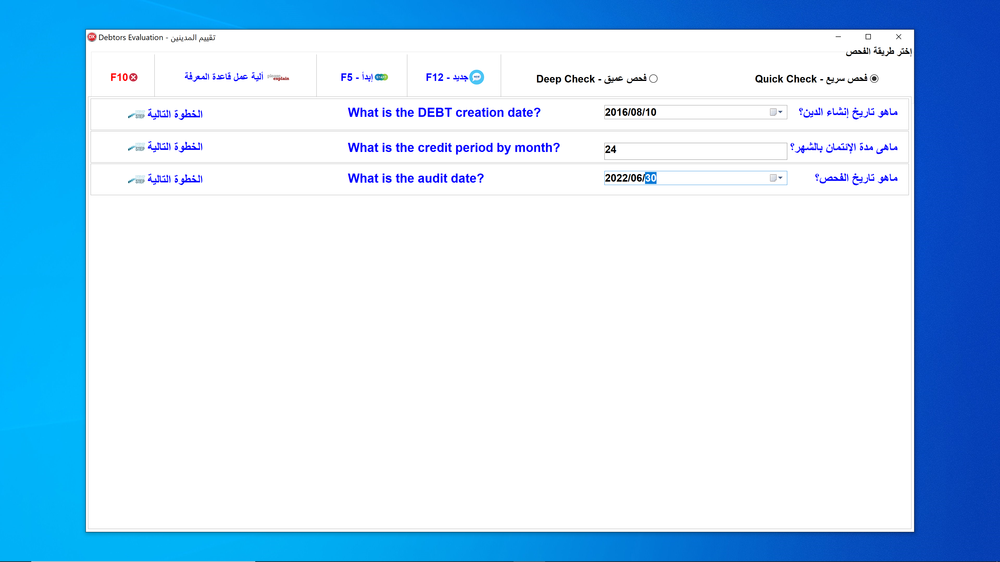 Debtors Evaluation - تقييم المدينين
إختر طريقة الفحص
فحص سريع - Quick Check
فحص عميق - Deep Check
NEW جديد - F12
START إبدأ - F5
please explain ألية عمل قاعدة المعرفة
F10
ماهو تاريخ إنشاء الدين؟ 2016/08/10 What is the DEBT creation date? الخطوة التالية NEXT STEP
ماهى مدة الإئتمان بالشهر؟ 24 What is the credit period by month? الخطوة التالية NEXT STEP
ماهو تاريخ الفحص؟ 2022/06/30 What is the audit date? الخطوة التالية NEXT STEP